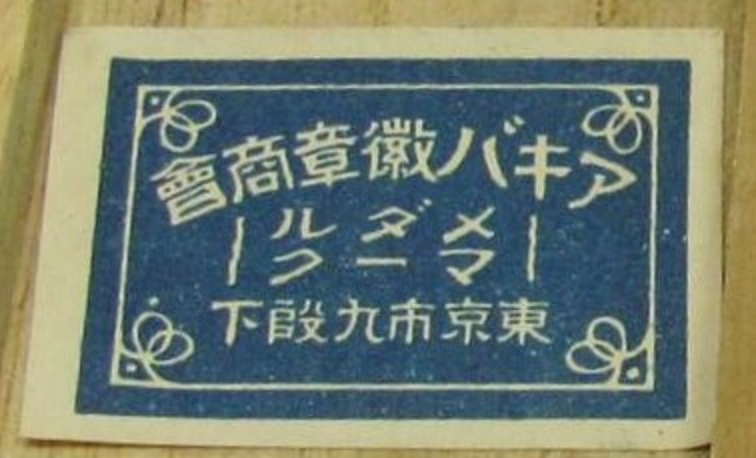 アキバ徽章商會
メダル
マーク
東京市九段下